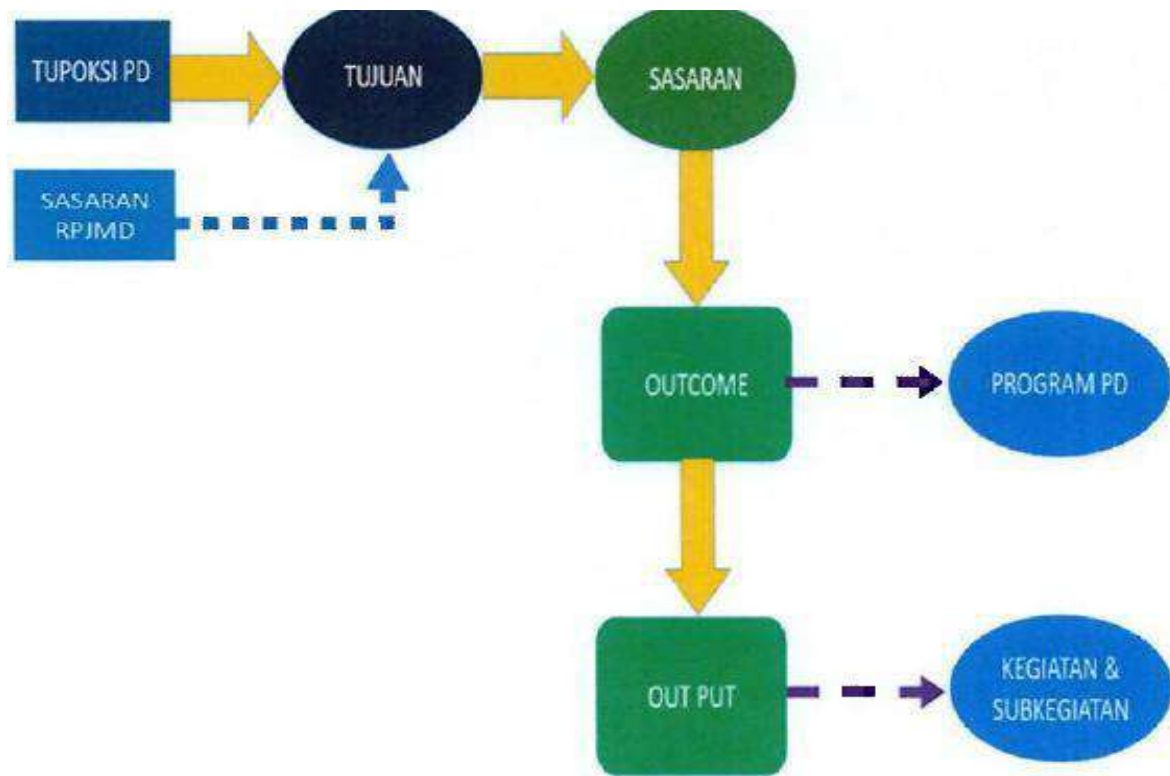 TUPOKSI PD
TUJUAN
SASARAN
SASARAN
RPJMD
OUTCOME
PROGRAM PD
OUT PUT
KEGIATAN &
SUBKEGIATAN